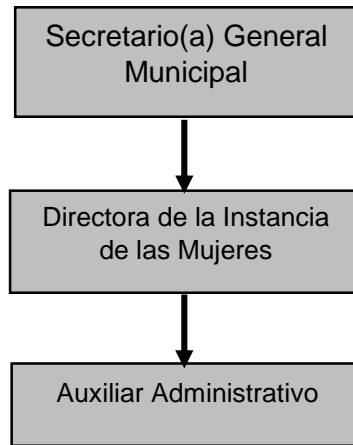 Secretario(a) General
Municipal
Directora de la Instancia
de las Mujeres
Auxiliar Administrativo